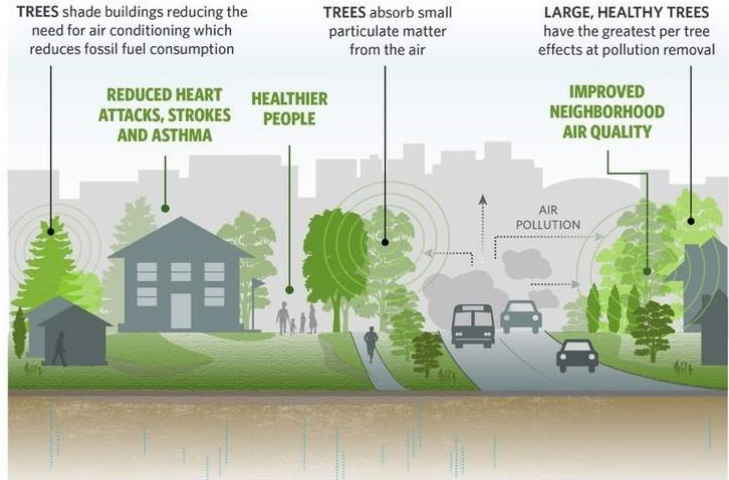 TREES shade buildings reducing the
need for air conditioning which
reduces fossil fuel consumption
TREES absorb small
particulate matter
from the air
LARGE, HEALTHY TREES
have the greatest per tree
effects at pollution removal
REDUCED HEART
ATTACKS, STROKES
AND ASTHMA
HEALTHIER
PEOPLE
IMPROVED
NEIGHBORHOOD
AIR QUALITY
AIR
POLLUTION